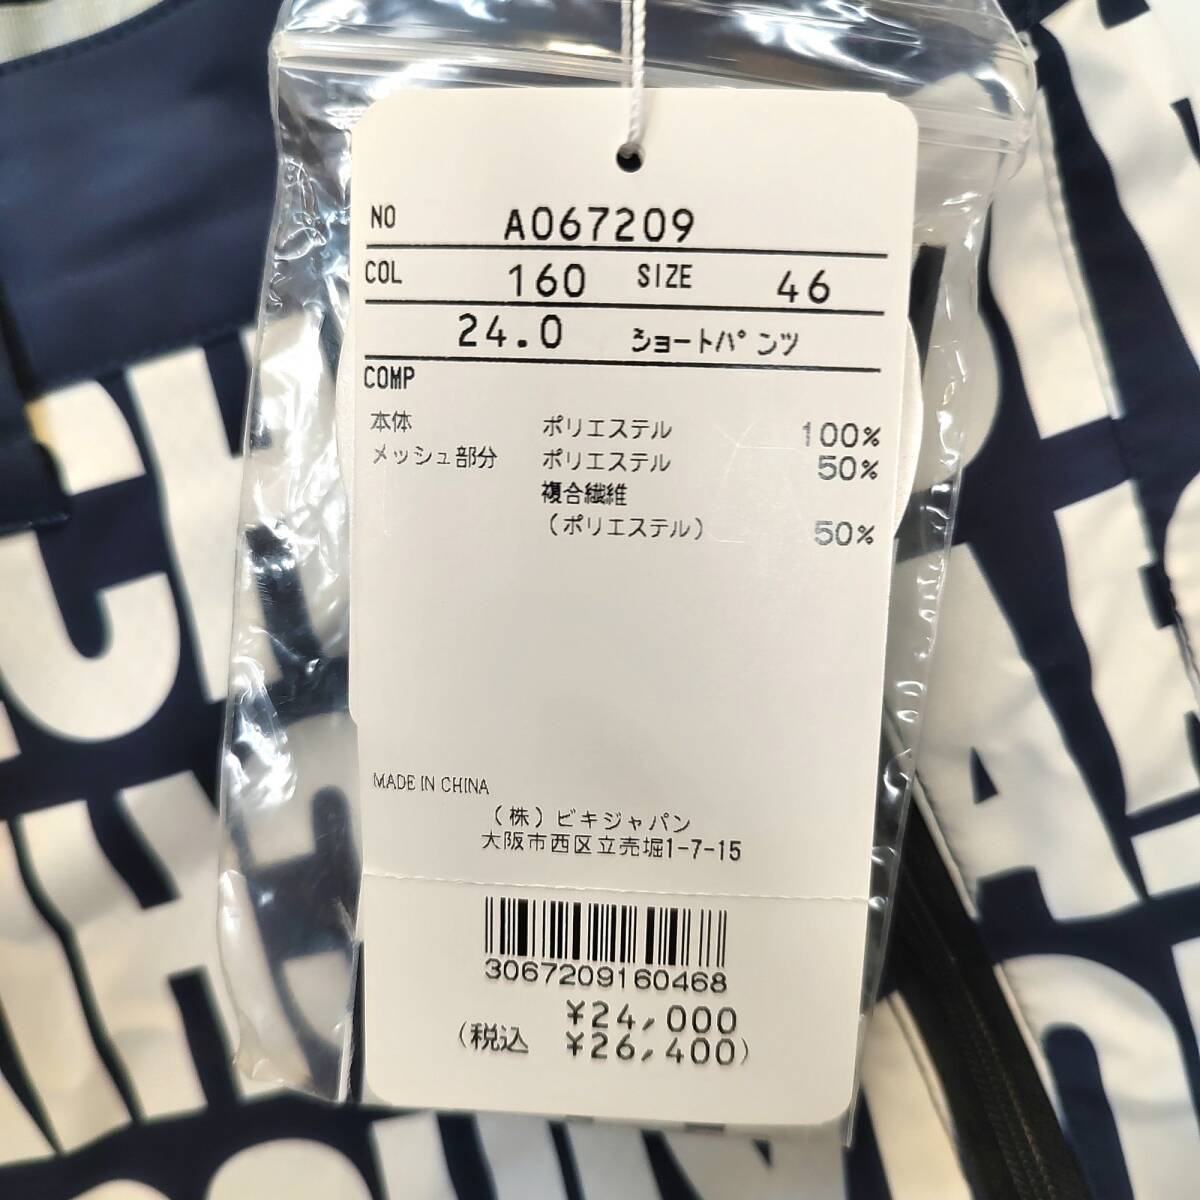 NO A067209
COL 160 SIZE 46
24.0 ショートパンツ
COMP
本体 ポリエステル 100%
メッシュ部分 ポリエステル 50%
複合繊維
(ポリエステル) 50%
MADE IN CHINA
(株)ビキジャパン
大阪市西区立売堀1-7-15
3067209160468
¥24,000
(税込 ¥26,400)